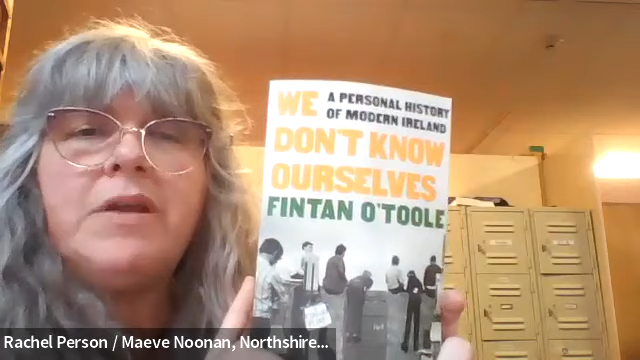 WE A PERSONAL HISTORY
OF MODERN IRELAND
DON'T KNOW
OURSELVES
FINTAN O'TOOLE
Rachel Person / Maeve Noonan, Northshire...